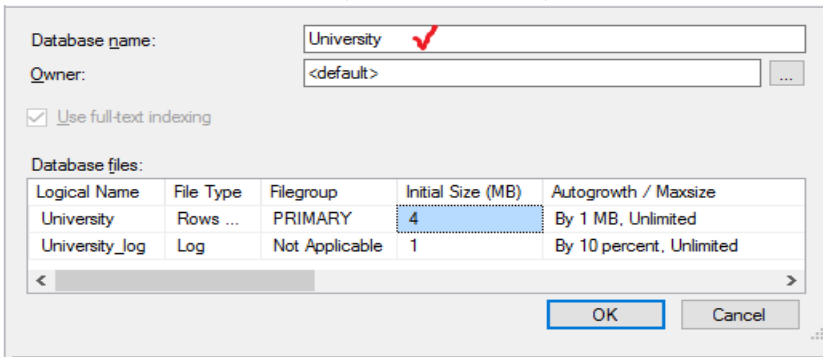 Database name: University
Owner: <default> ...
Use full-text indexing
Database files:
Logical Name File Type Filegroup Initial Size (MB) Autogrowth / Maxsize
University Rows ... PRIMARY 4 By 1 MB, Unlimited
University_log Log Not Applicable 1 By 10 percent, Unlimited
OK Cancel